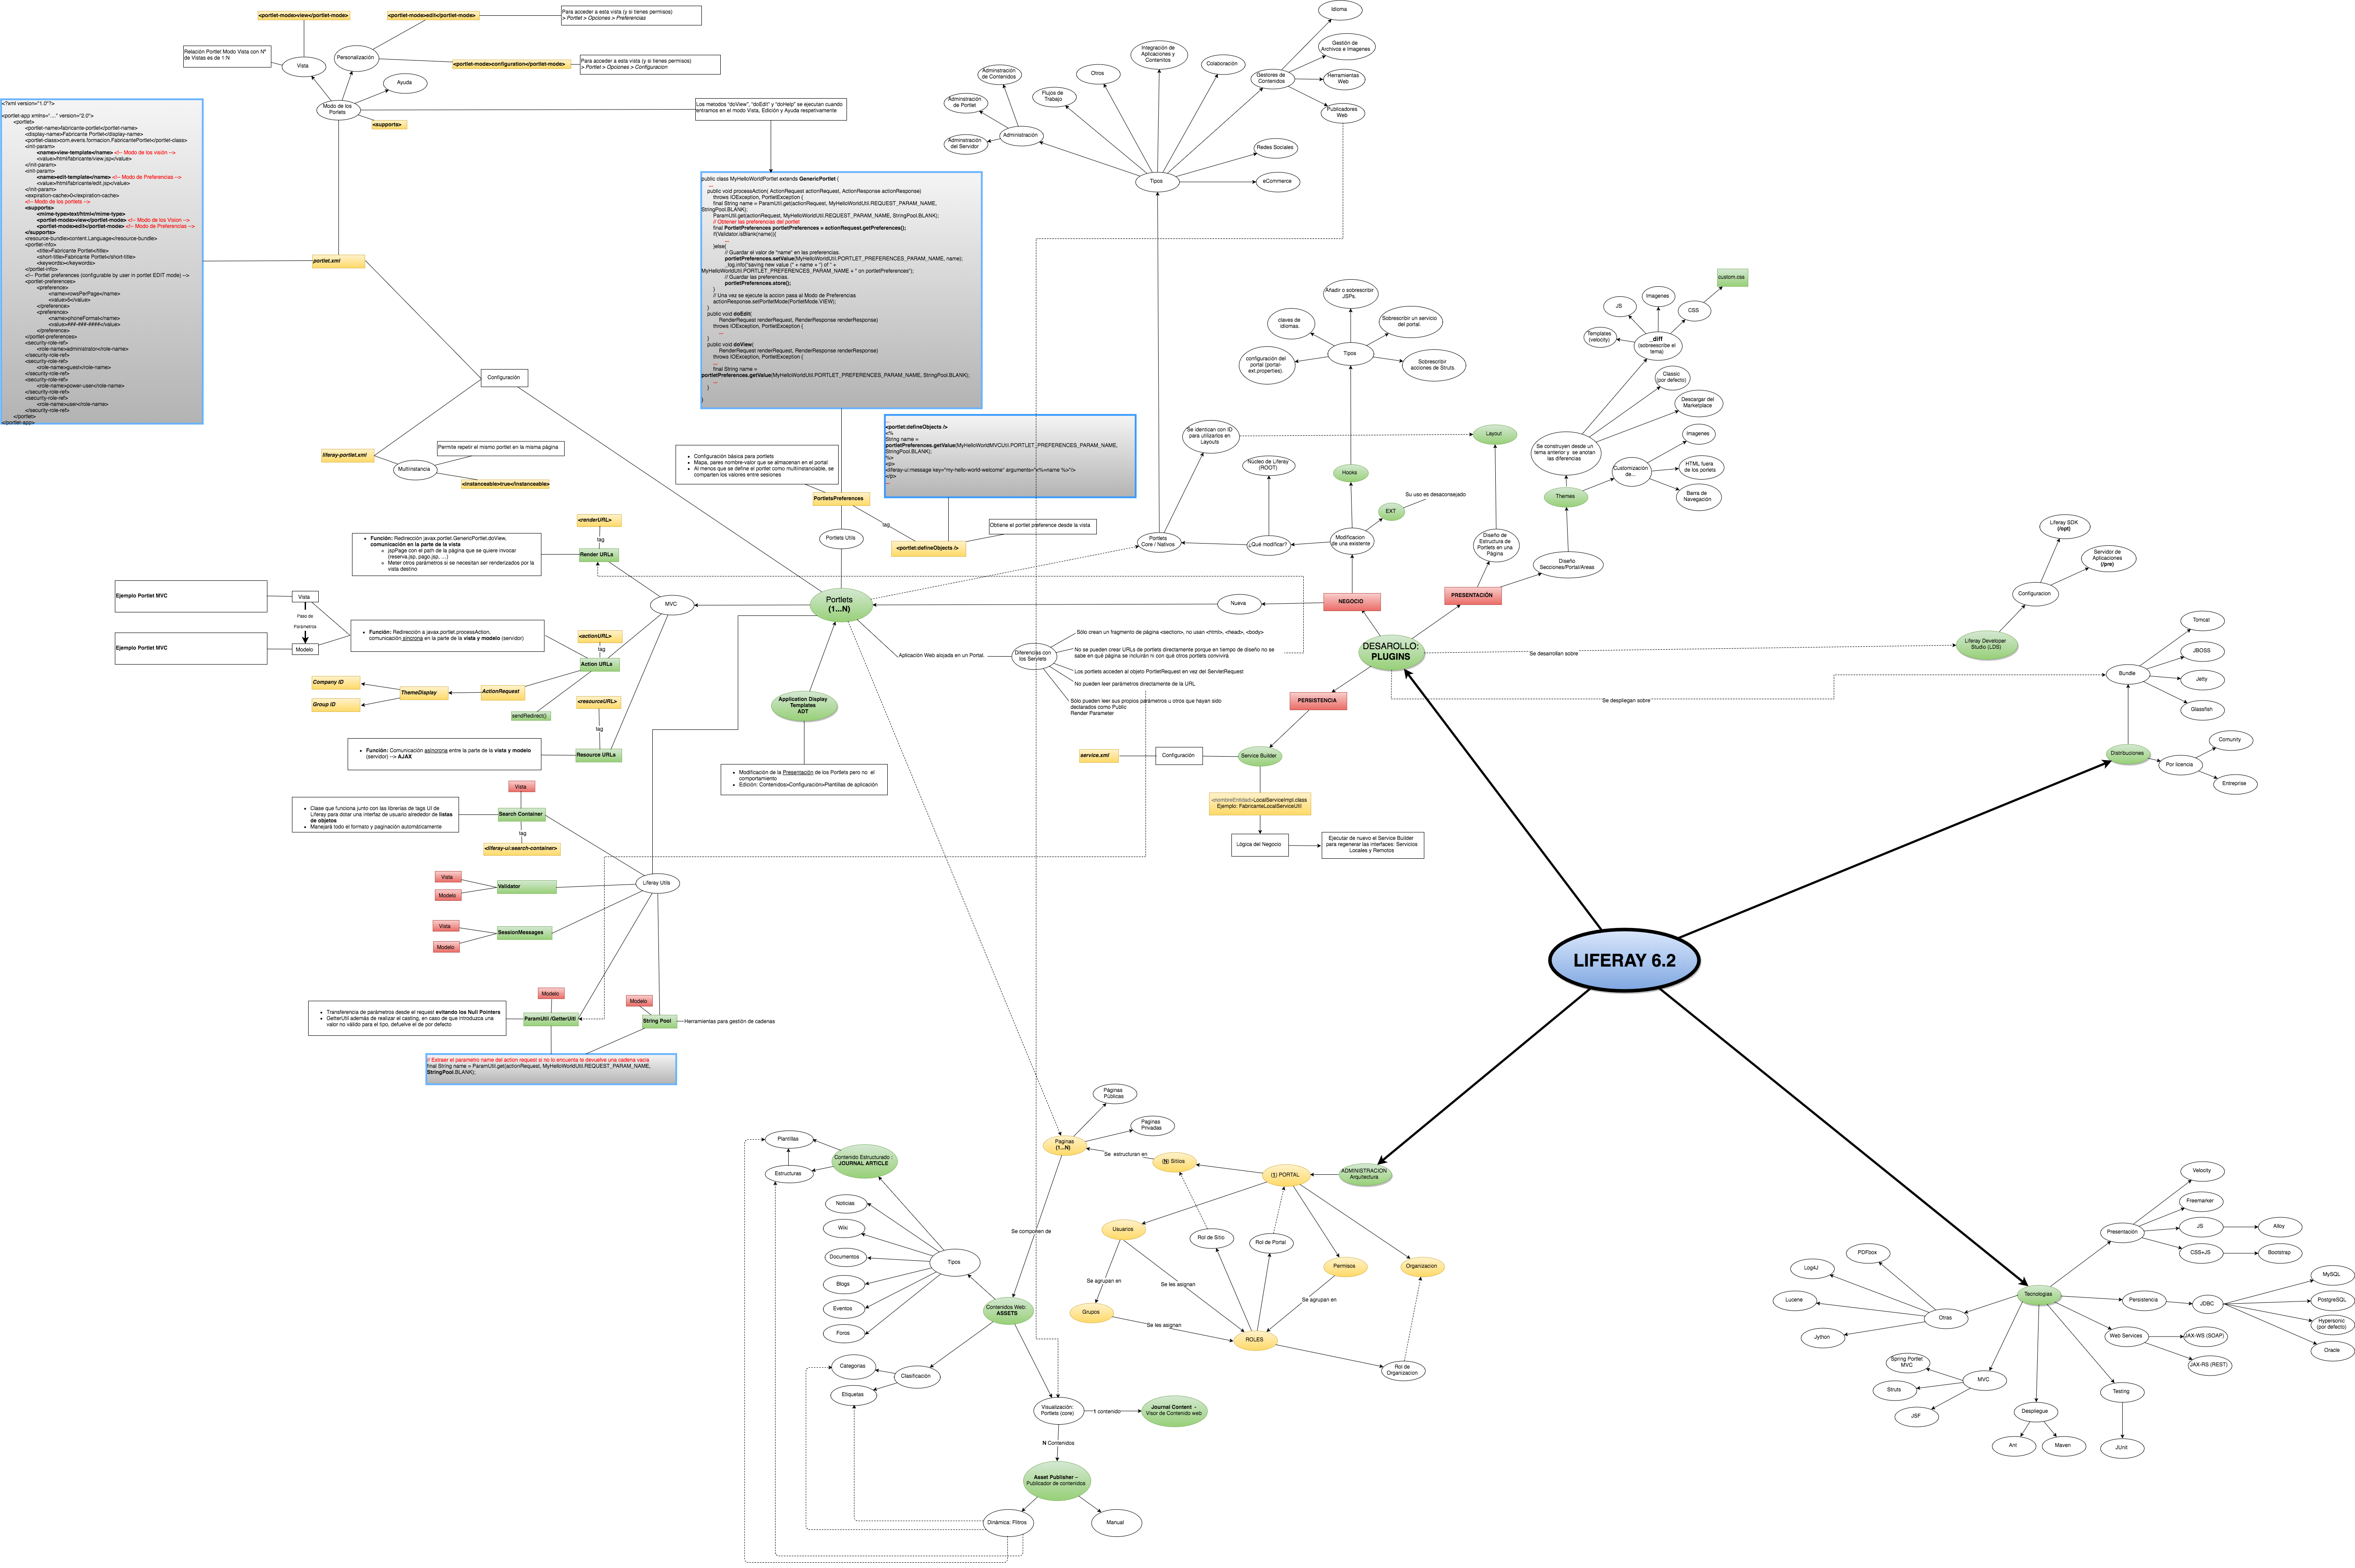 <portlet-mode>view</portlet-mode>
<portlet-mode>edit</portlet-mode>
Para acceder a esta vista (y si tienes permisos)
> Portlet > Opciones > Preferencias
Relación Portlet Modo Vista con Nº
de Vistas es de 1:N
Vista
Personalización
<portlet-mode>configuration</portlet-mode>
Para acceder a esta vista (y si tienes permisos)
> Portlet > Opciones > Configuracion
Ayuda
Modo de los
Porlets
<supports>
Los metodos "doView", "doEdit" y "doHelp" se ejecutan cuando
entramos en el modo Vista, Edición y Ayuda respetivamente
<?xml version="1.0"?>
<portlet-app xmlns="...." version="2.0">
<portlet>
<portlet-name>fabricante-portlet</portlet-name>
<display-name>Fabricante Portlet</display-name>
<portlet-class>com.everis.formacion.FabricantePortlet</portlet-class>
<init-param>
<name>view-template</name> <!-- Modo de los visión -->
<value>/html/fabricante/view.jsp</value>
</init-param>
<init-param>
<name>edit-template</name> <!-- Modo de Preferencias -->
<value>/html/fabricante/edit.jsp</value>
</init-param>
<expiration-cache>0</expiration-cache>
<!-- Modo de los portlets -->
<supports>
<mime-type>text/html</mime-type>
<portlet-mode>view</portlet-mode> <!-- Modo de los Vision -->
<portlet-mode>edit</portlet-mode> <!-- Modo de Preferencias -->
</supports>
<resource-bundle>content.Language</resource-bundle>
<portlet-info>
<title>Fabricante Portlet</title>
<short-title>Fabricante Portlet</short-title>
<keywords></keywords>
</portlet-info>
<!-- Portlet preferences (configurable by user in portlet EDIT mode) -->
<portlet-preferences>
<preference>
<name>rowsPerPage</name>
<value>5</value>
</preference>
<preference>
<name>phoneFormat</name>
<value>###-###-####</value>
</preference>
</portlet-preferences>
<security-role-ref>
<role-name>administrator</role-name>
</security-role-ref>
<security-role-ref>
<role-name>guest</role-name>
</security-role-ref>
<security-role-ref>
<role-name>power-user</role-name>
</security-role-ref>
<security-role-ref>
<role-name>user</role-name>
</security-role-ref>
</portlet>
</portlet-app>
portlet.xml
Configuración
liferay-portlet.xml
Permite repetir el mismo portlet en la misma página
Multinstancia
<instanceable>true</instanceable>
public class MyHelloWorldPortlet extends GenericPortlet {
...
public void processAction( ActionRequest actionRequest, ActionResponse actionResponse)
throws IOException, PortletException {
final String name = ParamUtil.get(actionRequest, MyHelloWorldUtil.REQUEST_PARAM_NAME,
StringPool.BLANK);
ParamUtil.get(actionRequest, MyHelloWorldUtil.REQUEST_PARAM_NAME, StringPool.BLANK);
// Obtener las preferencias del portlet
final PortletPreferences portletPreferences = actionRequest.getPreferences();
if(Validator.isBlank(name)){
...
}else{
// Guardar el valor de "name" en las preferencias.
portletPreferences.setValue(MyHelloWorldUtil.PORTLET_PREFERENCES_PARAM_NAME, name);
_log.info("saving new value (" + name + ") of " +
MyHelloWorldUtil.PORTLET_PREFERENCES_PARAM_NAME + " on portletPreferences");
// Guardar las preferencias.
portletPreferences.store();
}
// Una vez se ejecute la accion pasa al Modo de Preferencias
actionResponse.setPortletMode(PortletMode.VIEW);
}
public void doEdit(
RenderRequest renderRequest, RenderResponse renderResponse)
throws IOException, PortletException {
...
}
public void doView(
RenderRequest renderRequest, RenderResponse renderResponse)
throws IOException, PortletException {
...
final String name =
portletPreferences.getValue(MyHelloWorldUtil.PORTLET_PREFERENCES_PARAM_NAME, StringPool.BLANK);
...
}
}
...
<portlet:defineObjects />
<%
String name =
portletPreferences.getValue(MyHelloWorldMVCUtil.PORTLET_PREFERENCES_PARAM_NAME,
StringPool.BLANK);
%>
<p>
<liferay-ui:message key="my-hello-world-welcome" arguments="<%=name %>"/>
</p>
...
Configuración básica para portlets
Mapa, pares nombre-valor que se almacenan en el portal
Al menos que se define el portlet como multinstanciable, se
comparten los valores entre sesiones
PortletsPreferences
tag
Obtiene el portlet preference desde la vista
<portlet:defineObjects />
Portlets Utils
Portlets
(1...N)
MVC
<renderURL>
tag
Render URLs
Función: Redirección javax.portlet.GenericPortlet.doView,
comunicación en la parte de la vista
jspPage con el path de la página que se quiere invocar
(reserva.jsp, pago.jsp, ...)
Meter otros parámetros si se necesitan ser renderizados por la
vista destino
Ejemplo Portlet MVC
Vista
Paso de
Parámetros
Ejemplo Portlet MVC
Modelo
Función: Redirección a javax.portlet.processAction,
comunicación síncrona en la parte de la vista y modelo (servidor)
<actionURL>
tag
Action URLs
Company ID
Group ID
ThemeDisplay
ActionRequest
sendRedirect()
<resourceURL>
tag
Resource URLs
Función: Comunicación asíncrona entre la parte de la vista y modelo
(servidor) --> AJAX
Application Display
Templates
ADT
Modificación de la Presentación de los Portlets pero no el
comportamiento
Edición: Contenidos>Configuración>Plantillas de aplicación
Vista
Clase que funciona junto con las librerías de tags UI de
Liferay para dotar una interfaz de usuario alrededor de listas
de objetos
Manejará todo el formato y paginación automáticamente
Search Container
tag
<liferay-ui:search-container>
Vista
Modelo
Validator
Liferay Utils
Vista
Modelo
SessionMessages
Modelo
Transferencia de parámetros desde el request evitando los Null Pointers
GetterUtil además de realizar el casting, en caso de que introduzca una
valor no válido para el tipo, defuelve el de por defecto
ParamUtil /GetterUitl
Modelo
String Pool
Herramientas para gestión de cadenas
// Extraer el parametro name del action request si no lo encuenta te devuelve una cadena vacia
final String name = ParamUtil.get(actionRequest, MyHelloWorldUtil.REQUEST_PARAM_NAME,
StringPool.BLANK);
Idioma
Gestión de
Archivos e Imagenes
Herramientas
Web
Publicadores
Web
Gestores de
Contenidos
Colaboración
Integración de
Aplicaciones y
Contenitos
Otros
Flujos de
Trabajo
Adminstración
de Contenidos
Adminstración
de Portlet
Adminstración
del Servidor
Administración
Redes Sociales
eCommerce
Tipos
Añadir o sobrescribir
JSPs.
claves de
idiomas.
Sobrescribir un servicio
del portal.
configuración del
portal (portal-
ext.properties).
Sobrescribir
acciones de Struts.
Tipos
Hooks
EXT
Su uso es desaconsejado
Se identican con ID
para utilizarlos en
Layouts
Núcleo de Liferay
(ROOT)
Portlets
Core / Nativos
¿Qué modificar?
Modificacion
de una existente
Nueva
NEGOCIO
Layout
Diseño de
Estructura de
Portlets en una
Página
PRESENTACIÓN
Diseño
Secciones/Portal/Areas
custom.css
Imagenes
JS
CSS
Templates
(velocity)
_diff
(sobreescribe el
tema)
Classic
(por defecto)
Descargar del
Marketplace
Se construyen desde un
tema anterior y se anotan
las diferencias
Imagenes
HTML fuera
de los porlets
Barra de
Navegación
Customización
de...
Themes
Aplicación Web alojada en un Portal.
Diferencias con
los Servlets
Sólo crean un fragmento de página <section>, no usan <html>, <head>, <body>
No se pueden crear URLs de portlets directamente porque en tiempo de diseño no se
sabe en qué página se incluirán ni con qué otros portlets convivirá
Los portlets acceden al objeto PortletRequest en vez del ServletRequest
No pueden leer parámetros directamente de la URL
Sólo pueden leer sus propios parámetros u otros que hayan sido
declarados como Public
Render Parameter
DESAROLLO:
PLUGINS
Se desarrollan sobre
Se despliegan sobre
PERSISTENCIA
Service Builder
Configuración
service.xml
<nombreEntidad>LocalServiceImpl.class
Ejemplo: FabricanteLocalServiceUtil
Lógica del Negocio
Ejecutar de nuevo el Service Builder
para regenerar las interfaces: Servicios
Locales y Remotos
Liferay SDK
(/opt)
Servidor de
Aplicaciones
(/pre)
Configuracion
Liferay Developer
Studio (LDS)
Tomcat
JBOSS
Jetty
Glassfish
Bundle
Distribuciones
Por licencia
Comunity
Entreprise
LIFERAY 6.2
ADMINISTRACION
Arquitectura
(1) PORTAL
(N) Sitios
Se estructuran en
Paginas
(1...N)
Páginas
Públicas
Paginas
Privadas
Usuarios
Rol de Sitio
Rol de Portal
Permisos
Organizacion
Se agrupan en
Se les asignan
Se agrupan en
Grupos
Se les asignan
ROLES
Rol de
Organizacion
Se componen de
Contenidos Web:
ASSETS
Plantillas
Estructuras
Contenido Estructurado :
JOURNAL ARTICLE
Noticias
Wiki
Documentos
Blogs
Eventos
Foros
Tipos
Categorias
Etiquetas
Clasificación
Visualización:
Portlets (core)
1 contenido
Journal Content -
Visor de Contenido web
N Contenidos
Asset Publisher –
Publicador de contenidos
Dinámica: Flitros
Manual
Tecnologias
Presentación
Velocity
Freemarker
JS
Alloy
CSS+JS
Bootstrap
Persistencia
JDBC
MySQL
PostgreSQL
Hypersonic
(por defecto)
Oracle
Web Services
JAX-WS (SOAP)
JAX-RS (REST)
Testing
JUnit
Despliegue
Ant
Maven
MVC
Spring Portlet
MVC
Struts
JSF
Otras
PDFbox
Log4J
Lucene
Jython